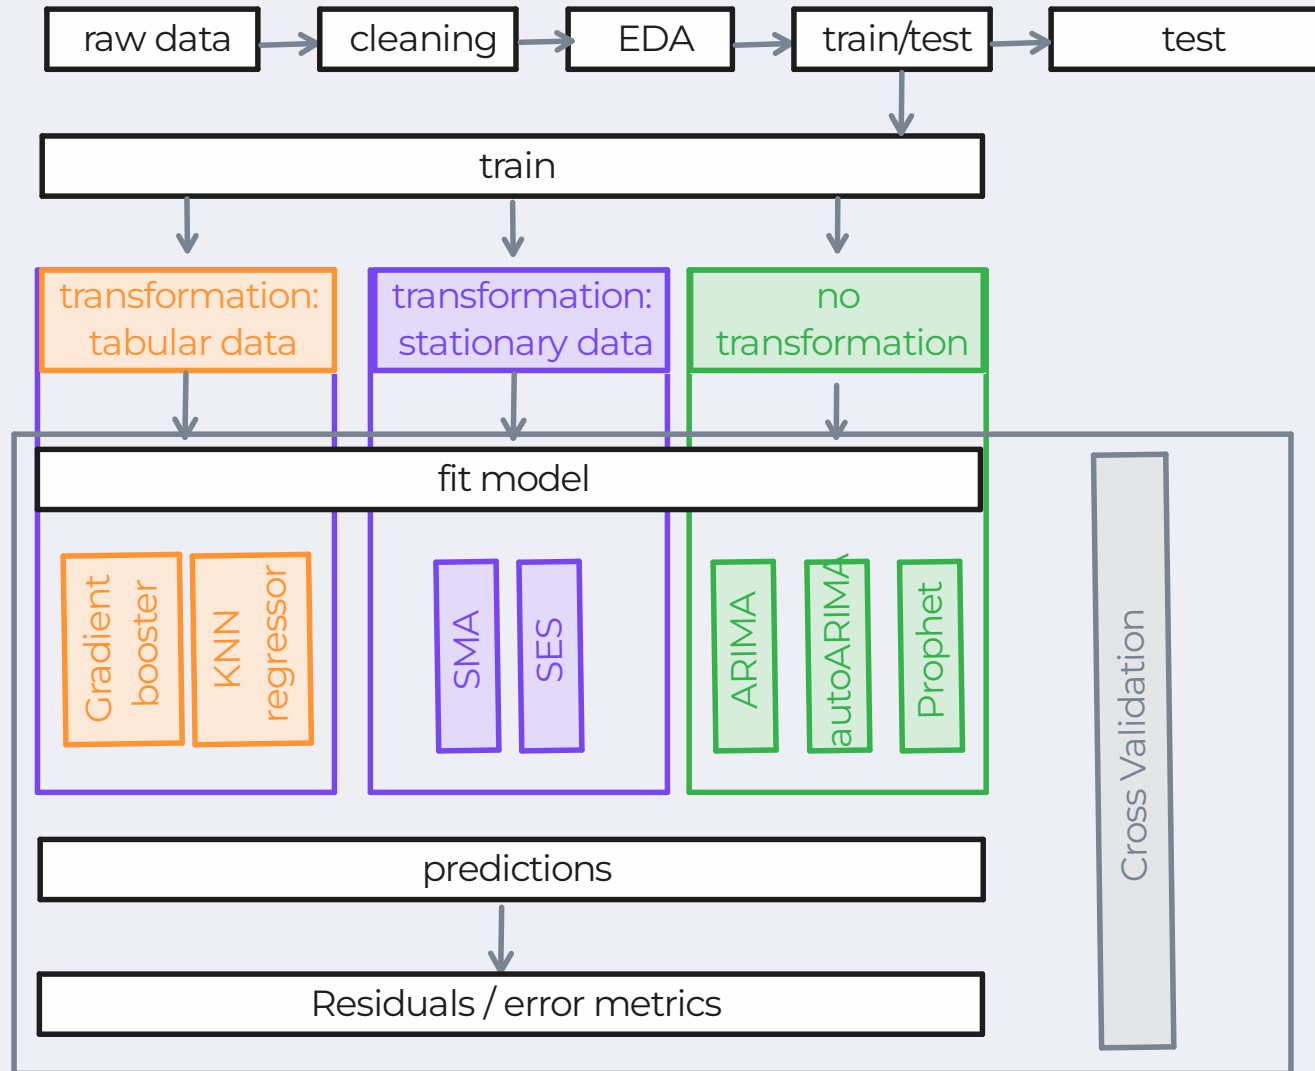 raw data
cleaning
EDA
train/test
test
train
transformation:
tabular data
transformation:
stationary data
no
transformation
fit model
Gradient
booster
KNN
regressor
SMA
SES
ARIMA
autoARIMA
Prophet
Cross Validation
predictions
Residuals / error metrics